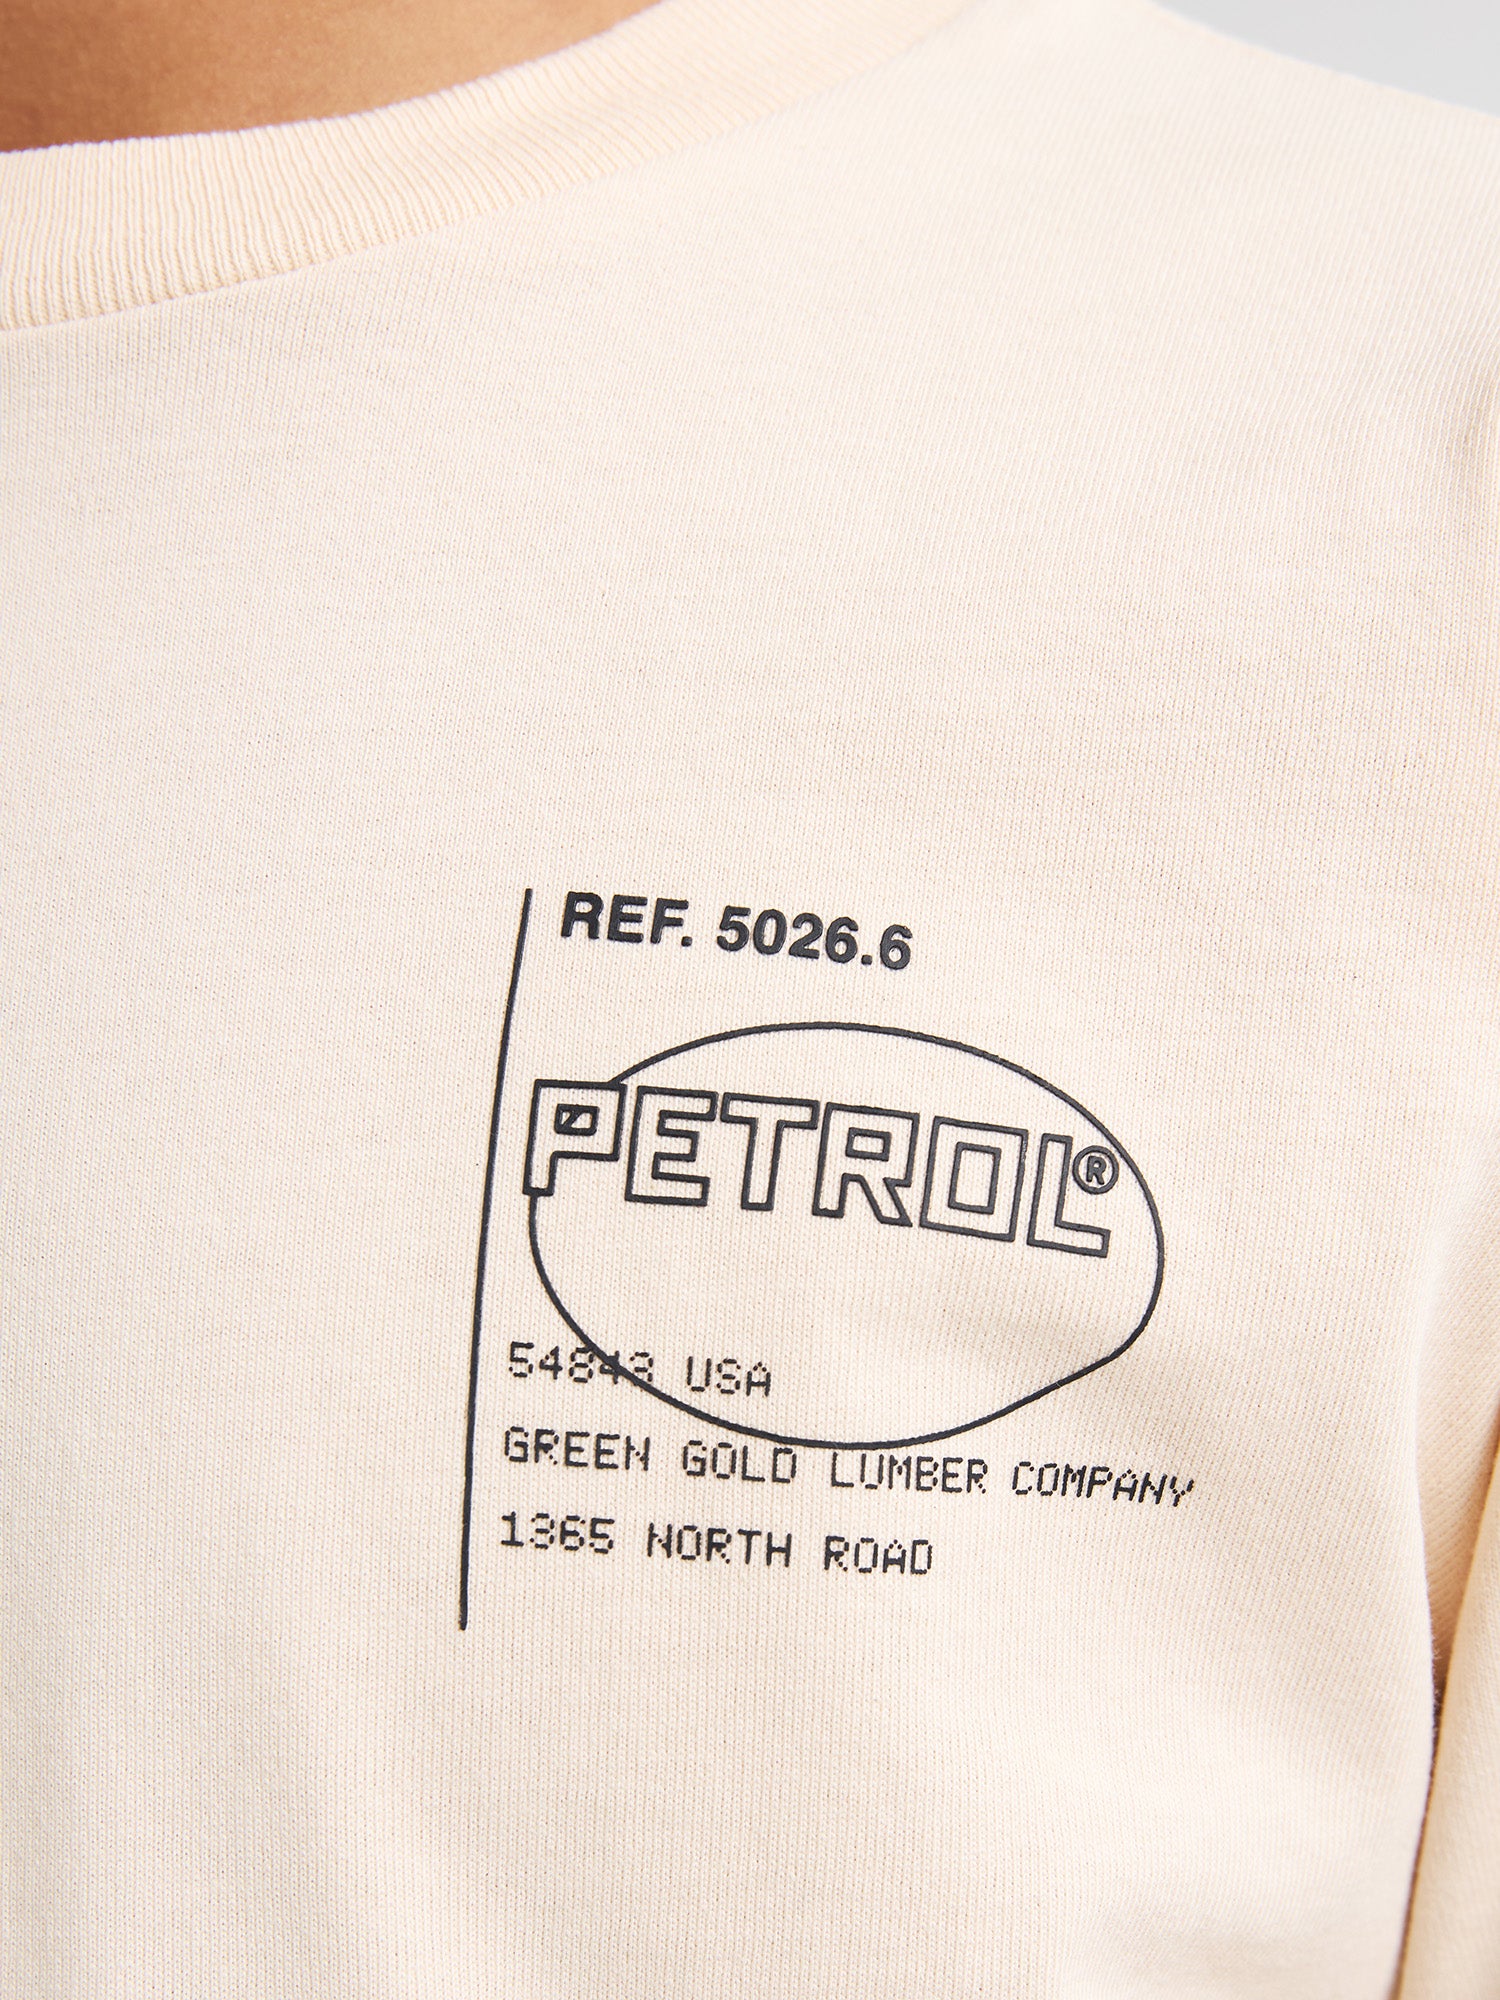 REF. 5026.6
PETROL®
54843 USA
GREEN GOLD LUMBER COMPANY
1365 NORTH ROAD